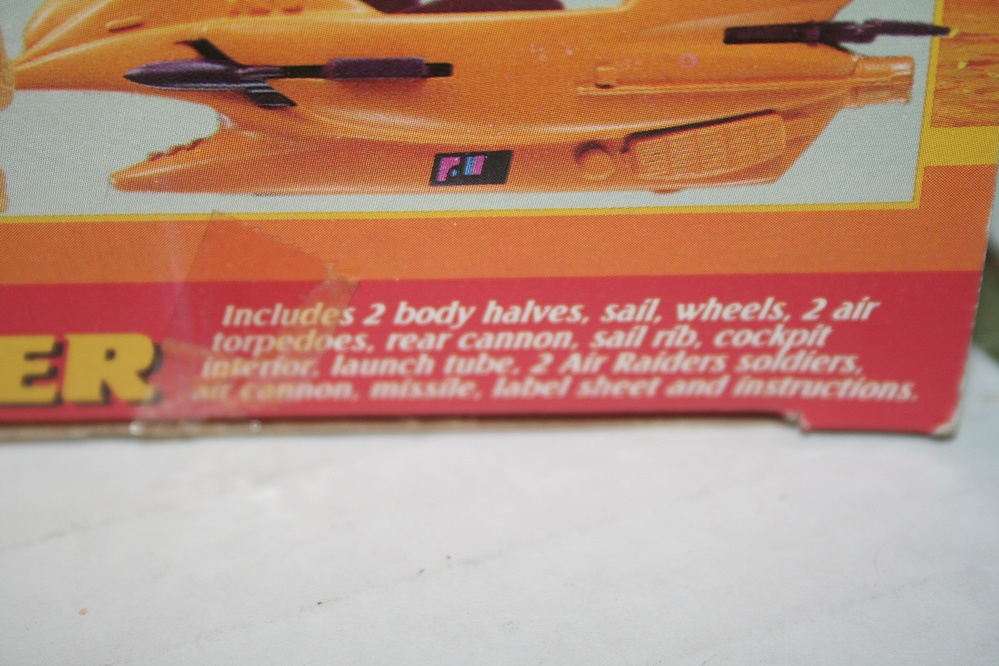 Includes 2 body halves, sail, wheels, 2 air
torpedoes, rear cannon, sail rib, cockpit
interior, launch tube, 2 Air Raiders soldiers,
air cannon, missile, label sheet and instructions.
ER